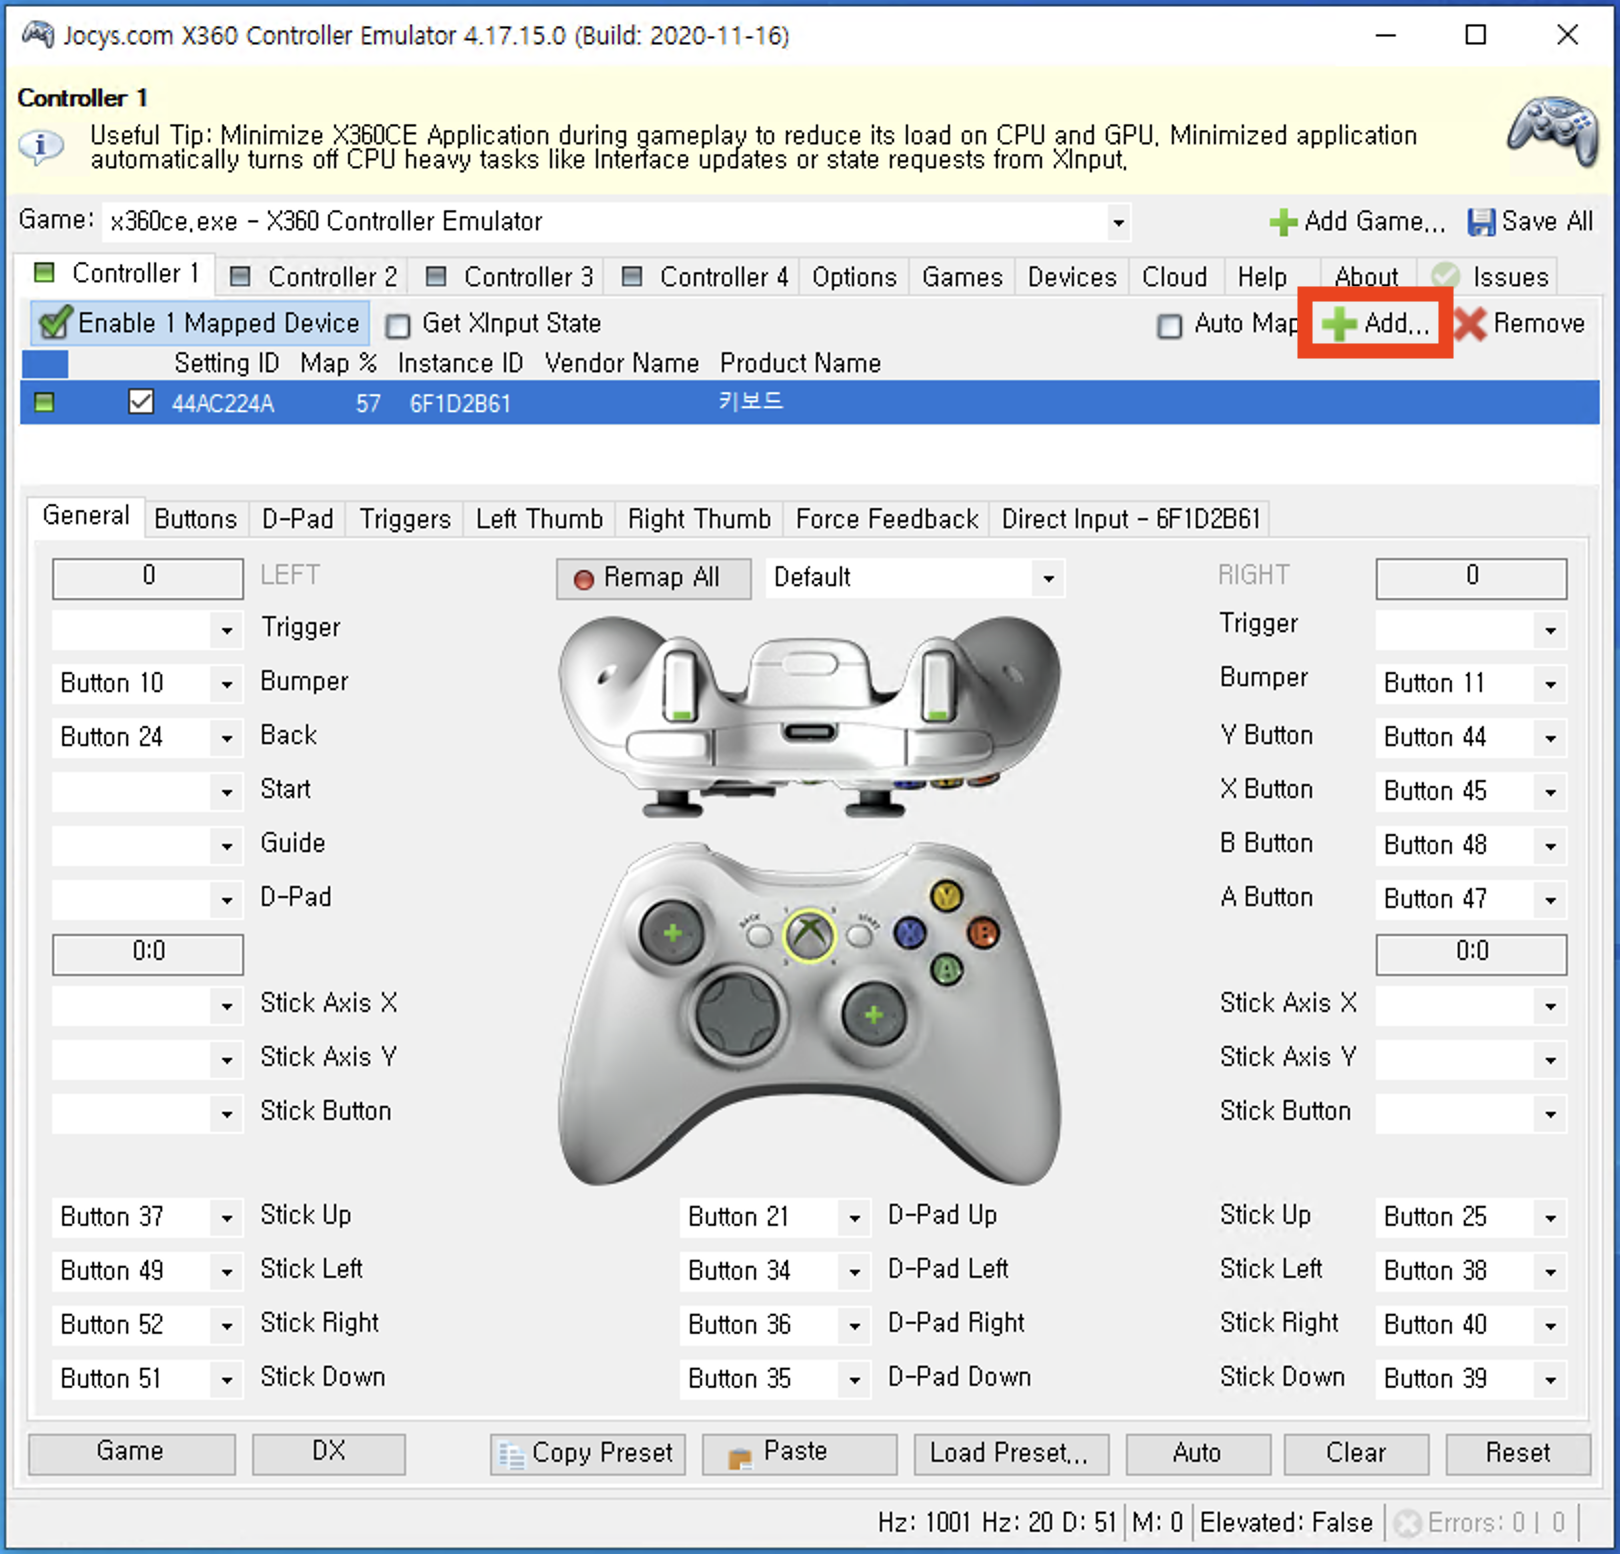 Jocys.com X360 Controller Emulator 4.17.15.0 (Build: 2020-11-16)
Controller 1
Useful Tip: Minimize X360CE Application during gameplay to reduce its load on CPU and GPU. Minimized application
automatically turns off CPU heavy tasks like Interface updates or state requests from XInput.
Game: x360ce.exe - X360 Controller Emulator Add Game... Save All
Controller 1 Controller 2 Controller 3 Controller 4 Options Games Devices Cloud Help About Issues
Enable 1 Mapped Device Get XInput State Auto Map Add... Remove
Setting ID Map % Instance ID Vendor Name Product Name
44AC224A 57 6F1D2B61 키보드
General Buttons D-Pad Triggers Left Thumb Right Thumb Force Feedback Direct Input - 6F1D2B61
0 LEFT Remap All Default RIGHT 0
Trigger Trigger
Button 10 Bumper Bumper Button 11
Button 24 Back Y Button Button 44
Start X Button Button 45
Guide B Button Button 48
D-Pad A Button Button 47
BACK START
Y
X B
A
0:0 0:0
Stick Axis X Stick Axis X
Stick Axis Y Stick Axis Y
Stick Button Stick Button
Button 37 Stick Up Button 21 D-Pad Up Stick Up Button 25
Button 49 Stick Left Button 34 D-Pad Left Stick Left Button 38
Button 52 Stick Right Button 36 D-Pad Right Stick Right Button 40
Button 51 Stick Down Button 35 D-Pad Down Stick Down Button 39
Game DX Copy Preset Paste Load Preset... Auto Clear Reset
Hz: 1001 Hz: 20 D: 51 M: 0 Elevated: False Errors: 0 | 0